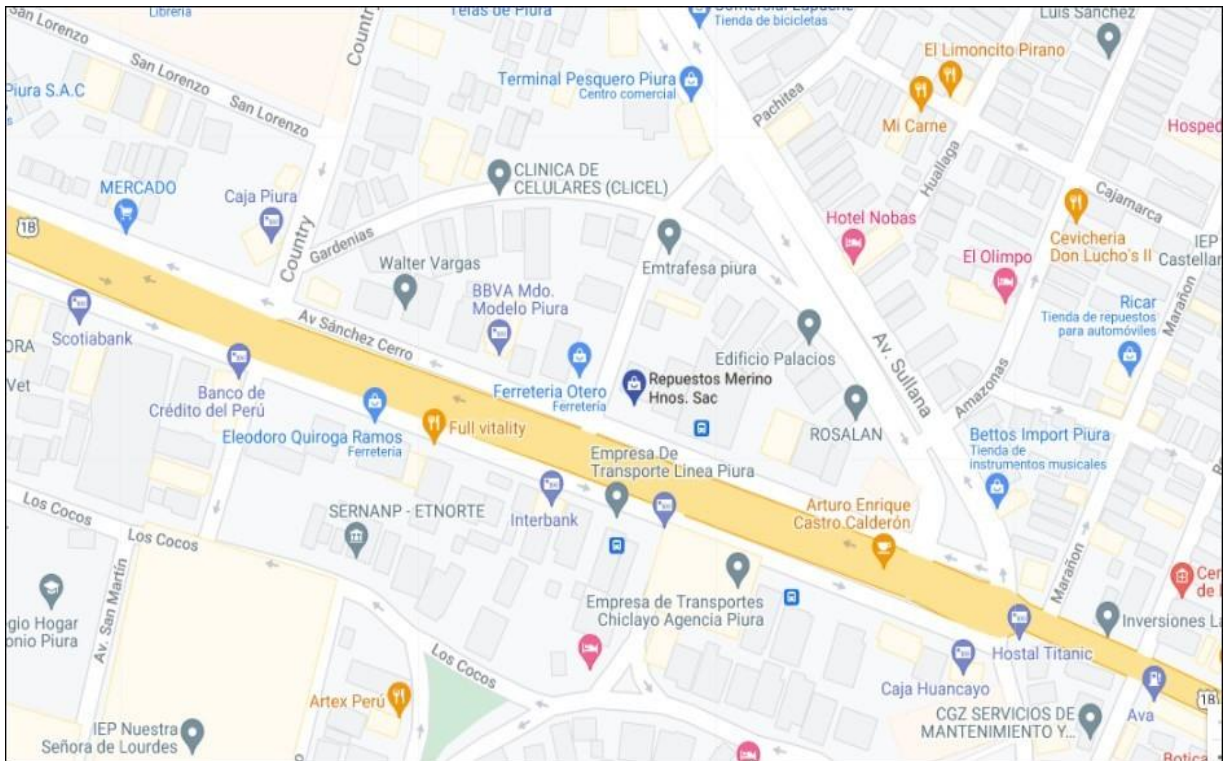 Librería
Telas de Piura
Comercial Lapuche
Tienda de bicicletas
Luis Sanchez
San Lorenzo
San Lorenzo
San Lorenzo
Country
Piura S.A.C
Terminal Pesquero Piura
Centro comercial
El Limoncito Pirano
Mi Carne
Pachitea
Hosped
Huallaga
MERCADO
Caja Piura
CLINICA DE
CELULARES (CLICEL)
Cajamarca
1B
Country
Gardenias
Walter Vargas
Emtrafesa piura
Hotel Nobas
El Olimpo
Cevicheria
Don Lucho's II
IEP
Castellar
Scotiabank
BBVA Mdo.
Modelo Piura
Av Sánchez Cerro
Edificio Palacios
Av. Sullana
Ricar
Tienda de repuestos
para automóviles
Marañon
Vet
Banco de
Crédito del Perú
Ferreteria Otero
Ferretería
Repuestos Merino
Hnos. Sac
Amazonas
Eleodoro Quiroga Ramos
Ferretería
Full vitality
ROSALAN
Bettos Import Piura
Tienda de
instrumentos musicales
Empresa De
Transporte Linea Piura
Los Cocos
Los Cocos
SERNANP - ETNORTE
Interbank
Arturo Enrique
Castro Calderón
Marañon
gio Hogar
onio Piura
Av. San Martín
Empresa de Transportes
Chiclayo Agencia Piura
Inversiones La
Hostal Titanic
Los Cocos
Artex Perú
Caja Huancayo
CGZ SERVICIOS DE
MANTENIMIENTO Y...
Ava
1B
IEP Nuestra
Señora de Lourdes
Botica